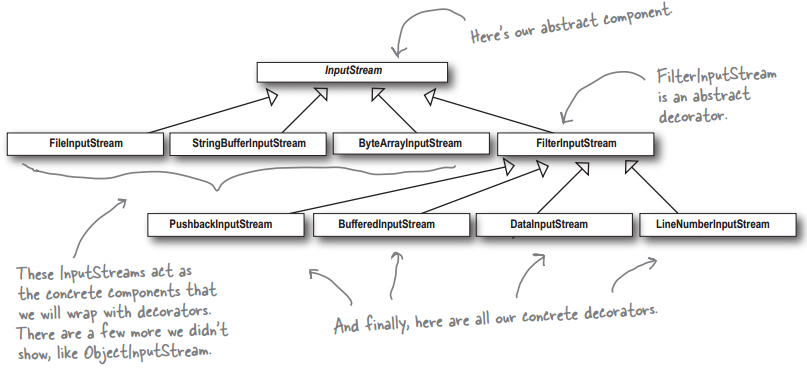 Here's our abstract component.
InputStream
FilterInputStream
is an abstract
decorator.
FileInputStream
StringBufferInputStream
ByteArrayInputStream
FilterInputStream
PushbackInputStream
BufferedInputStream
DataInputStream
LineNumberInputStream
These InputStreams act as
the concrete components that
we will wrap with decorators.
There are a few more we didn't
show, like ObjectInputStream.
And finally, here are all our concrete decorators.